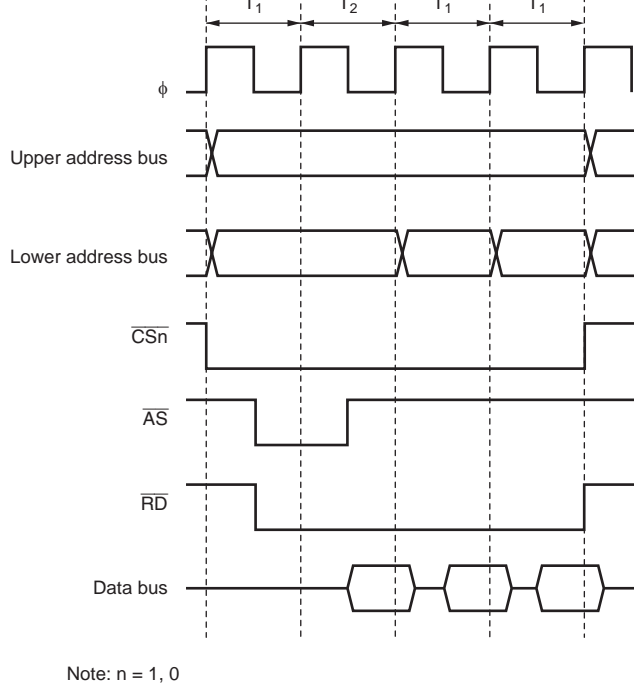 T₁ T₂ T₁ T₁
ϕ
Upper address bus
Lower address bus
CSn
AS
RD
Data bus
Note: n = 1, 0